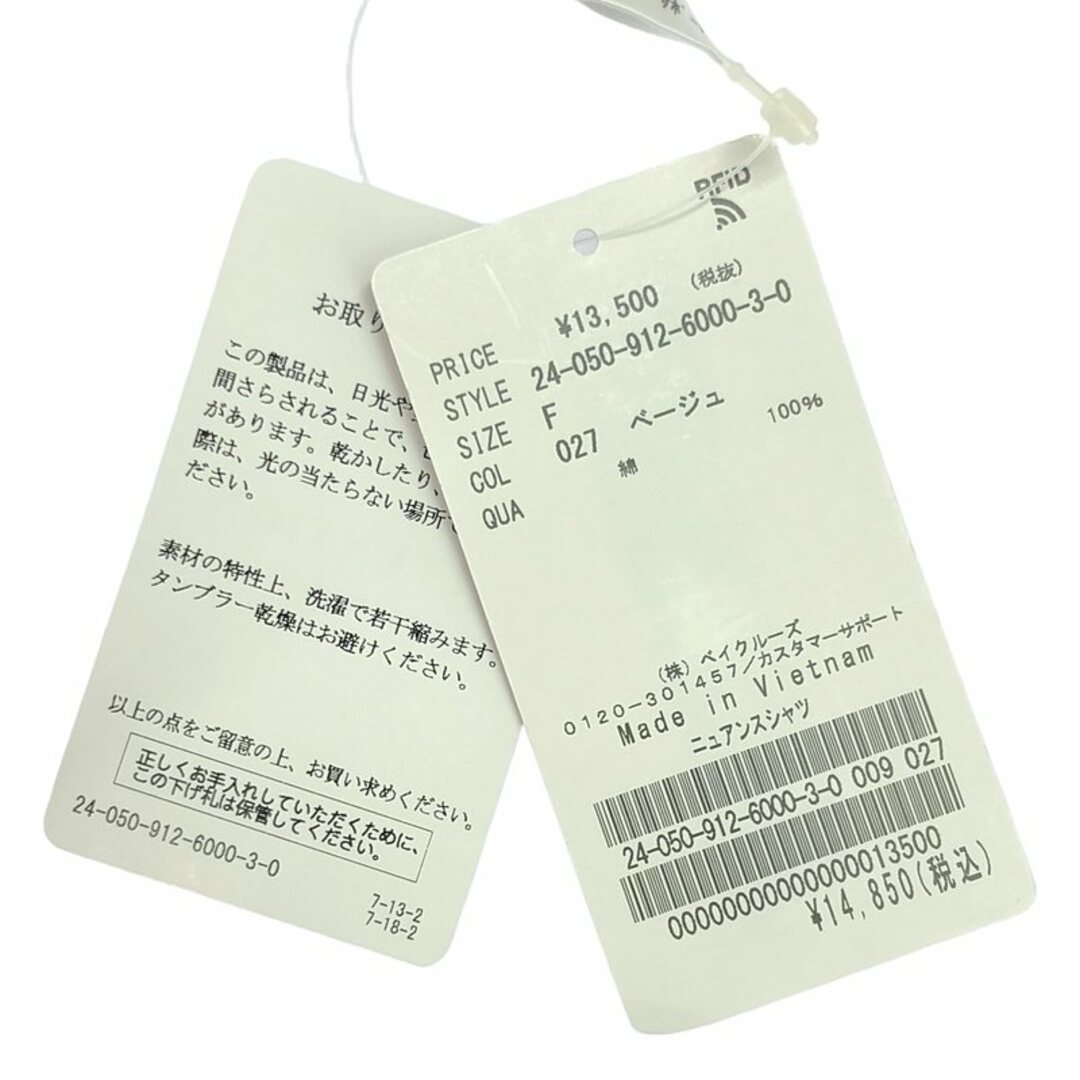 お取り
この製品は、日光や
間さらされることで、
があります。乾かしたり、
際は、光の当たらない場所で
ださい。
素材の特性上、洗濯で若干縮みます。
タンブラー乾燥はお避けください。
以上の点をご留意の上、お買い求めください。
正しくお手入れしていただくために、
この下げ札は保管してください。
24-050-912-6000-3-0
7-13-2
7-18-2
RFID
PRICE ¥13,500 (税抜)
STYLE 24-050-912-6000-3-0
SIZE F
COL 027 ベージュ
QUA 綿 100%
(株)ベイクルーズ
0120-301457/カスタマーサポート
Made in Vietnam
ニュアンスシャツ
24-050-912-6000-3-0 009 027
0000000000000013500
¥14,850(税込)